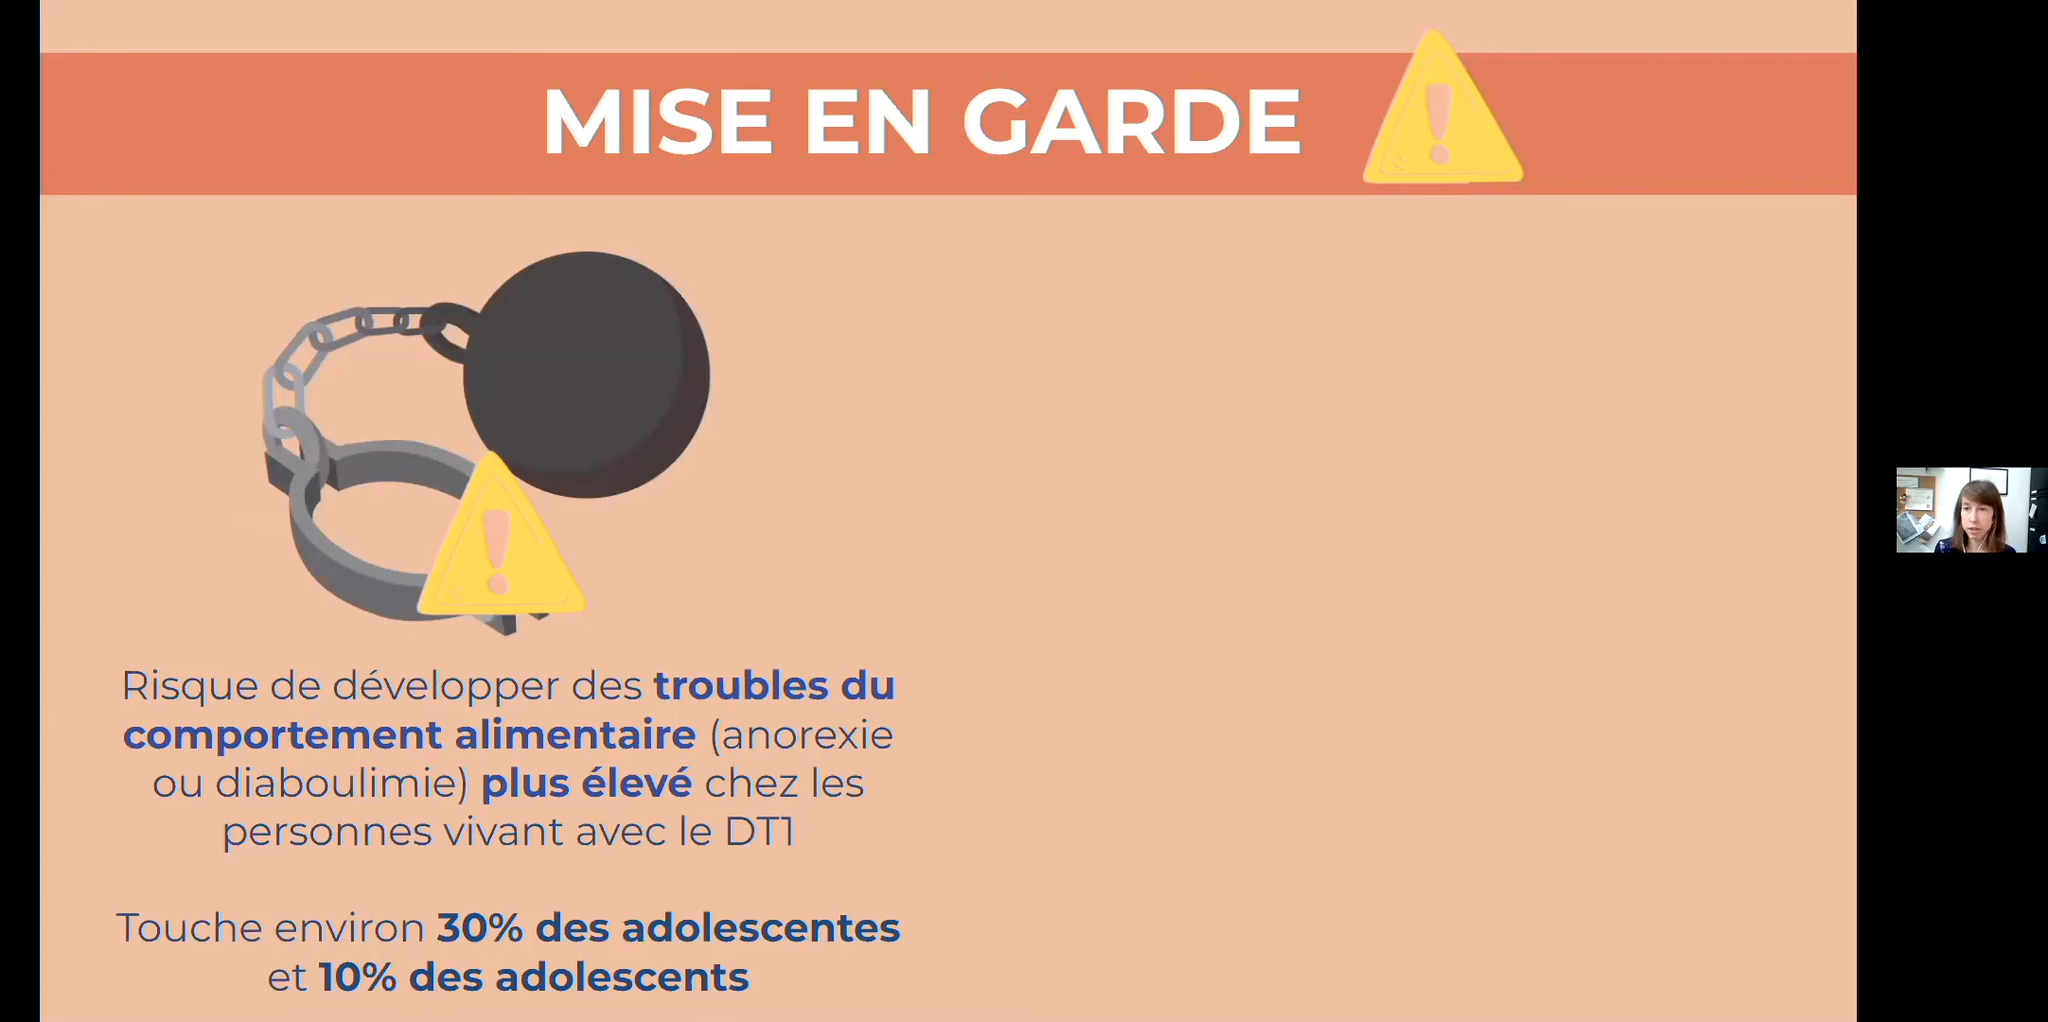 MISE EN GARDE
Risque de développer des troubles du
comportement alimentaire (anorexie
ou diaboulimie) plus élevé chez les
personnes vivant avec le DT1
Touche environ 30% des adolescentes
et 10% des adolescents